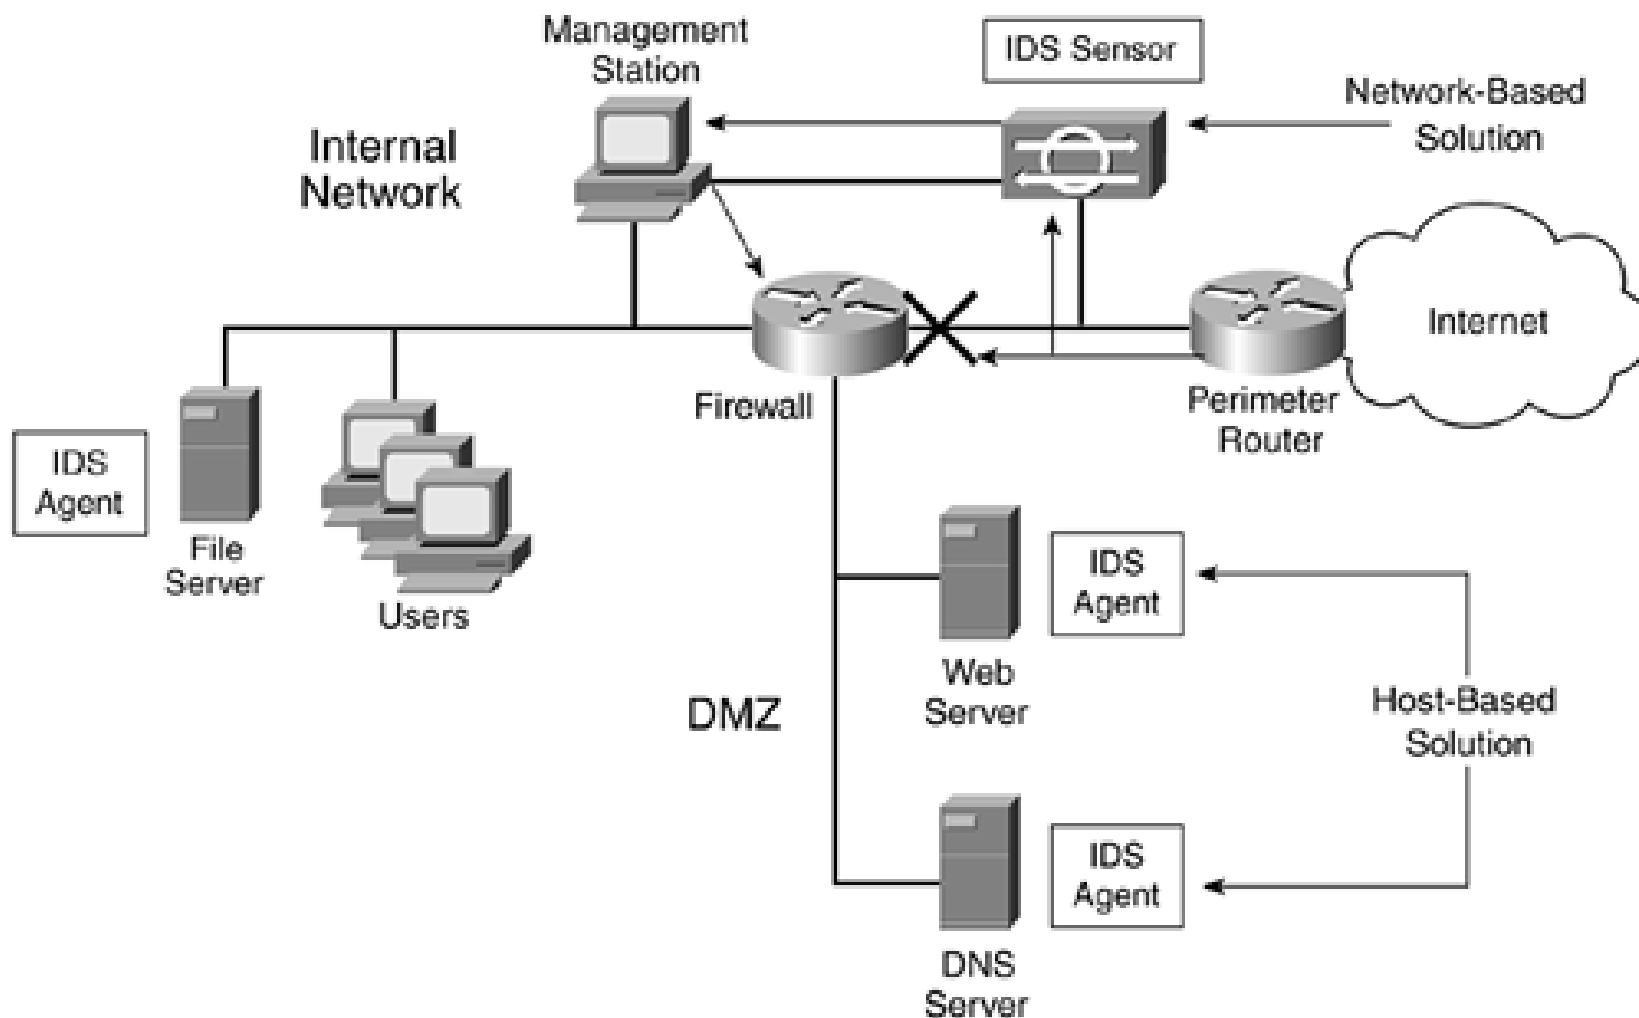 Management
Station
IDS Sensor
Network-Based
Solution
Internal
Network
Internet
Firewall
Perimeter
Router
IDS
Agent
File
Server
Users
IDS
Agent
Web
Server
DMZ
Host-Based
Solution
IDS
Agent
DNS
Server